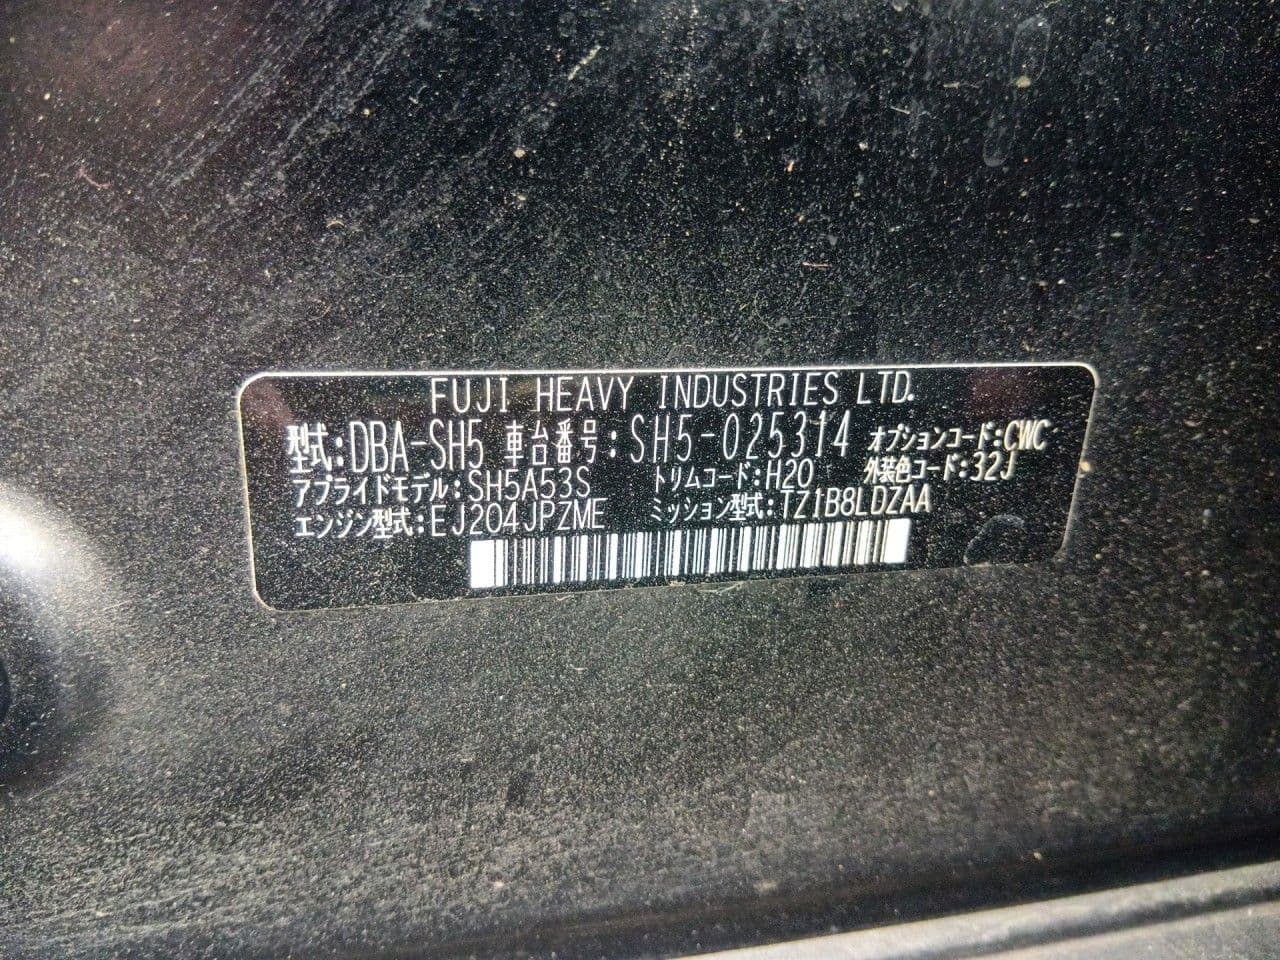 FUJI HEAVY INDUSTRIES LTD.
型式:DBA-SH5 車台番号:SH5-025314 オプションコード:CWC
アプライドモデル:SH5A53S トリムコード:H20 外装色コード:32J
エンジン型式:EJ204JPZME ミッション型式:TZ1B8LDZAA